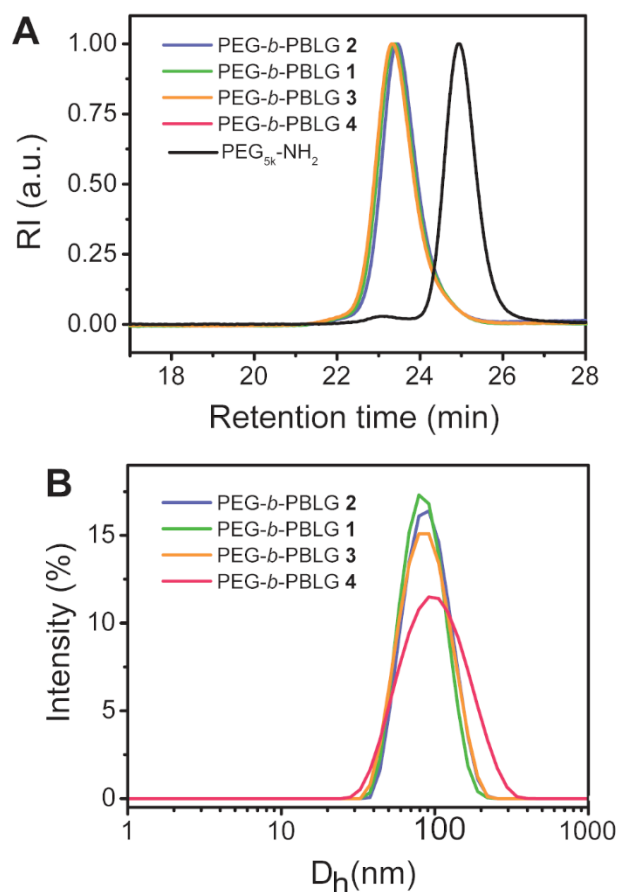 A
1.00
0.75
0.50
0.25
0.00
RI (a.u.)
PEG-b-PBLG 2
PEG-b-PBLG 1
PEG-b-PBLG 3
PEG-b-PBLG 4
PEG5k-NH2
18 20 22 24 26 28
Retention time (min)
B
15
10
5
0
Intensity (%)
PEG-b-PBLG 2
PEG-b-PBLG 1
PEG-b-PBLG 3
PEG-b-PBLG 4
1 10 100 1000
Dh(nm)